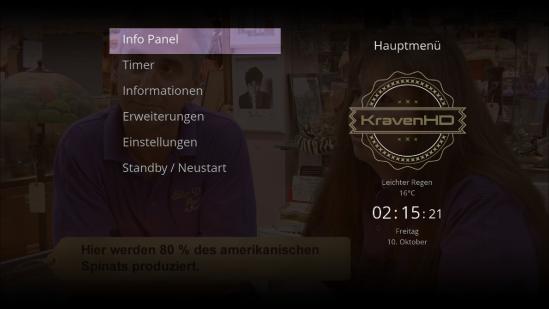 Info Panel
Timer
Informationen
Erweiterungen
Einstellungen
Standby / Neustart
Hauptmenü
KravenHD
Leichter Regen
16°C
02:15:21
Freitag
10. Oktober
Hier werden 80 % des amerikanischen
Spinats produziert.